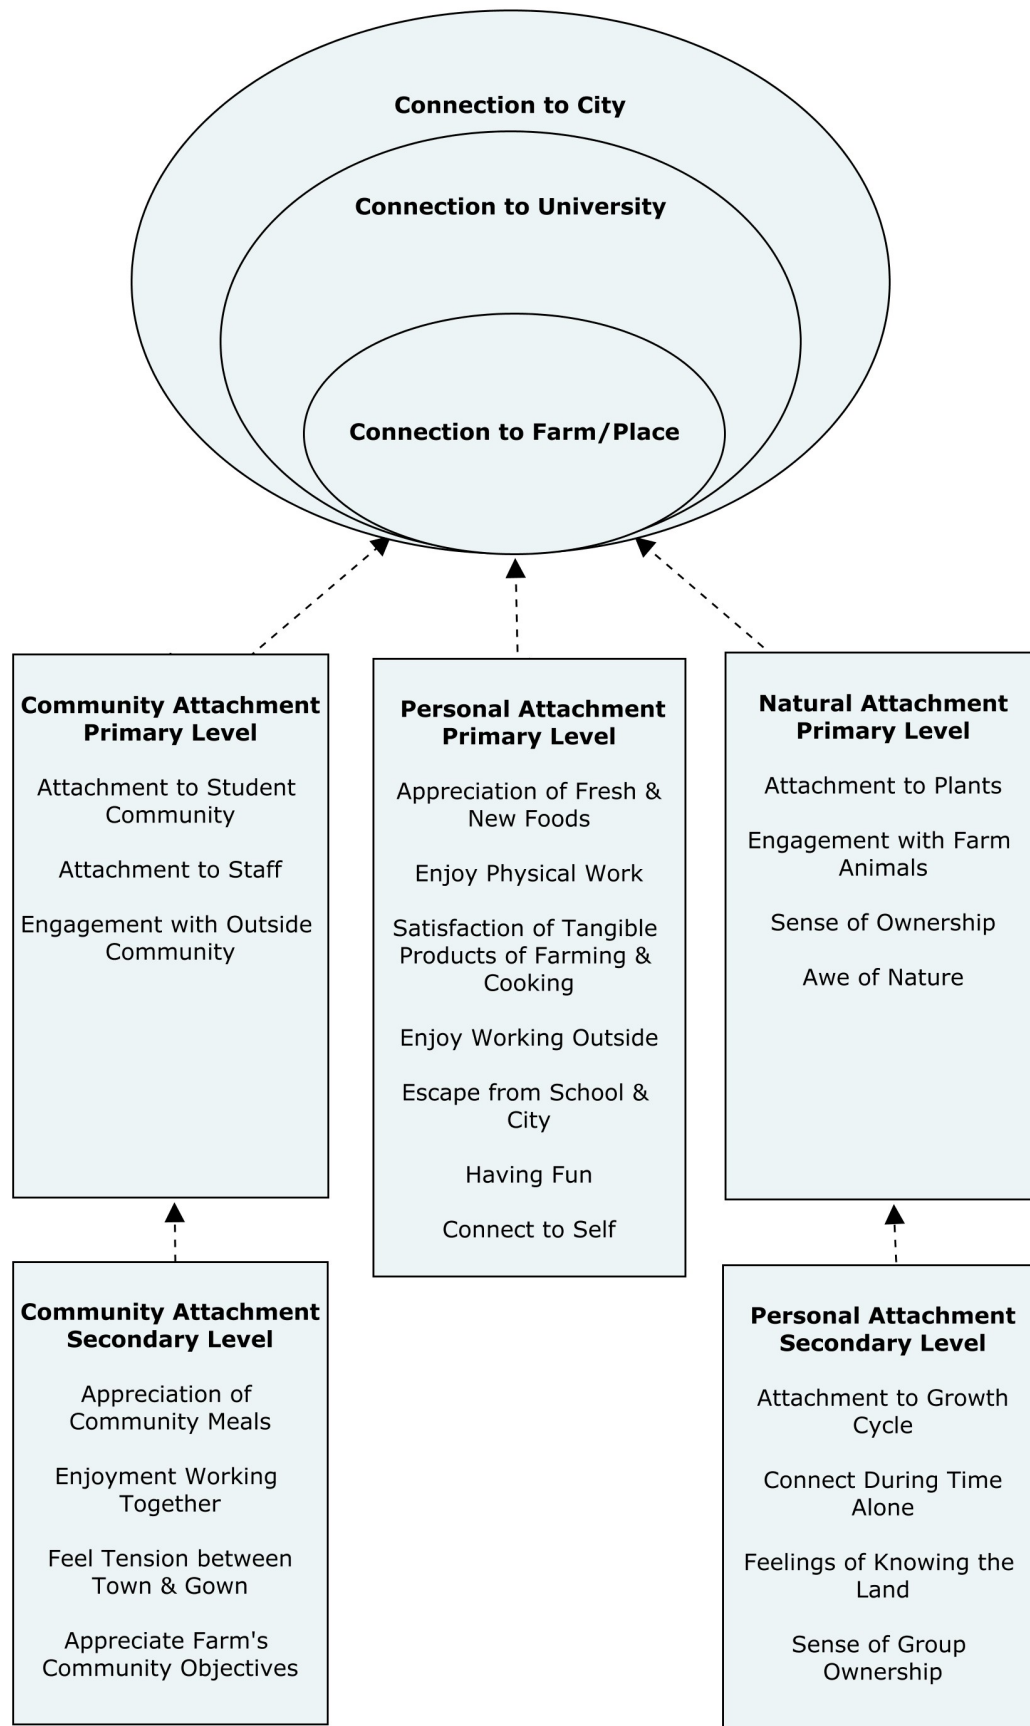 Connection to City
Connection to University
Connection to Farm/Place
Community Attachment
Primary Level
Attachment to Student
Community
Attachment to Staff
Engagement with Outside
Community
Personal Attachment
Primary Level
Appreciation of Fresh &
New Foods
Enjoy Physical Work
Satisfaction of Tangible
Products of Farming &
Cooking
Enjoy Working Outside
Escape from School &
City
Having Fun
Connect to Self
Natural Attachment
Primary Level
Attachment to Plants
Engagement with Farm
Animals
Sense of Ownership
Awe of Nature
Community Attachment
Secondary Level
Appreciation of
Community Meals
Enjoyment Working
Together
Feel Tension between
Town & Gown
Appreciate Farm's
Community Objectives
Personal Attachment
Secondary Level
Attachment to Growth
Cycle
Connect During Time
Alone
Feelings of Knowing the
Land
Sense of Group
Ownership